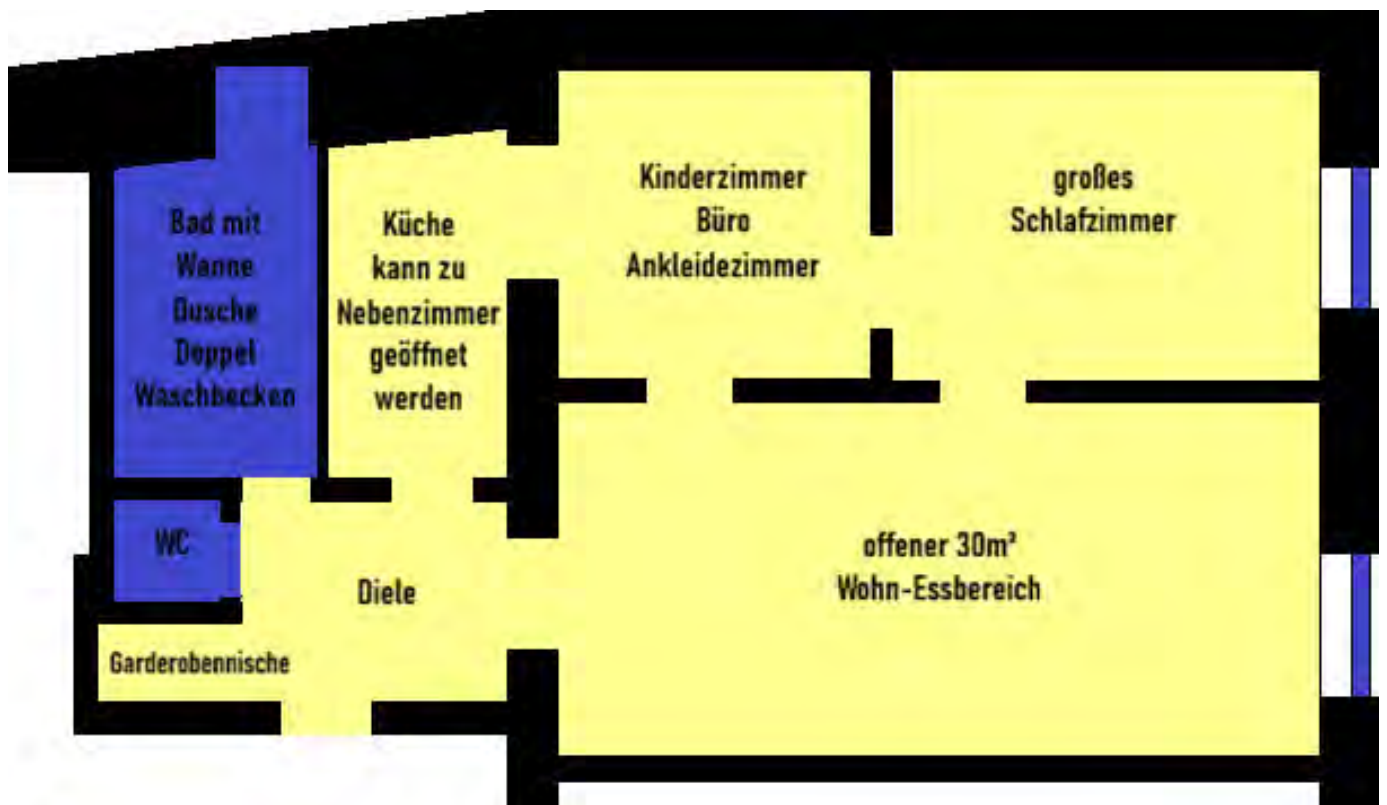 Bad mit
Wanne
Dusche
Doppel
Waschbecken
Küche
kann zu
Nebenzimmer
geöffnet
werden
Kinderzimmer
Büro
Ankleidezimmer
großes
Schlafzimmer
WC
Diele
Garderobennische
offener 30m²
Wohn-Essbereich